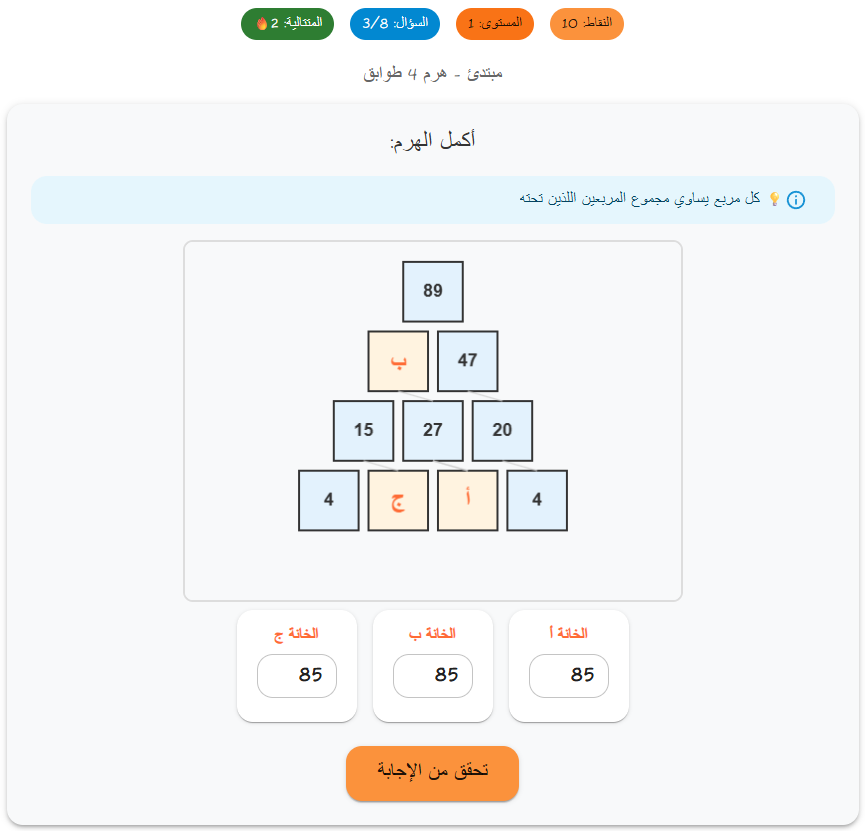 النقاط: 10 المستوى: 1 السؤال: 3/8 المتتالية: 2 🔥
مبتدئ - هرم 4 طوابق
أكمل الهرم:
💡 كل مربع يساوي مجموع المربعين اللذين تحته
89
ب 47
15 27 20
4 ج أ 4
الخانة أ الخانة ب الخانة ج
85 85 85
تحقق من الإجابة